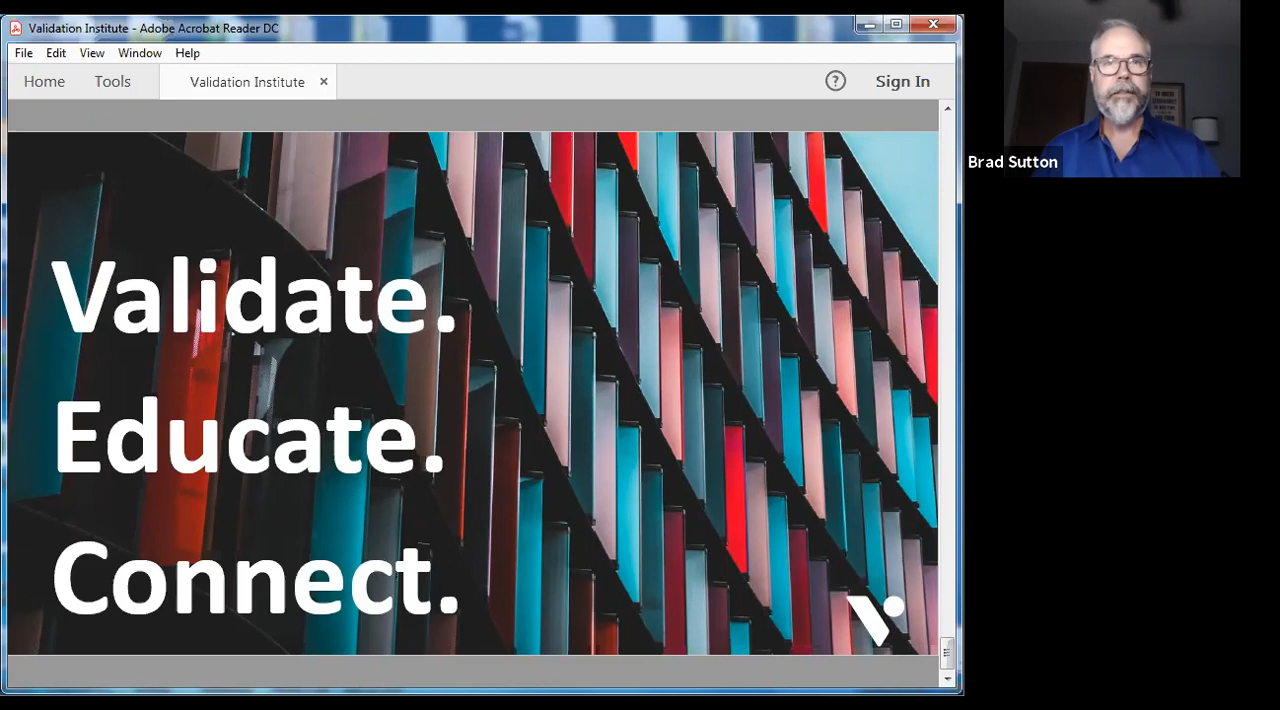 Validation Institute - Adobe Acrobat Reader DC
File Edit View Window Help
Home Tools Validation Institute × ? Sign In
Brad Sutton
Validate.
Educate.
Connect.